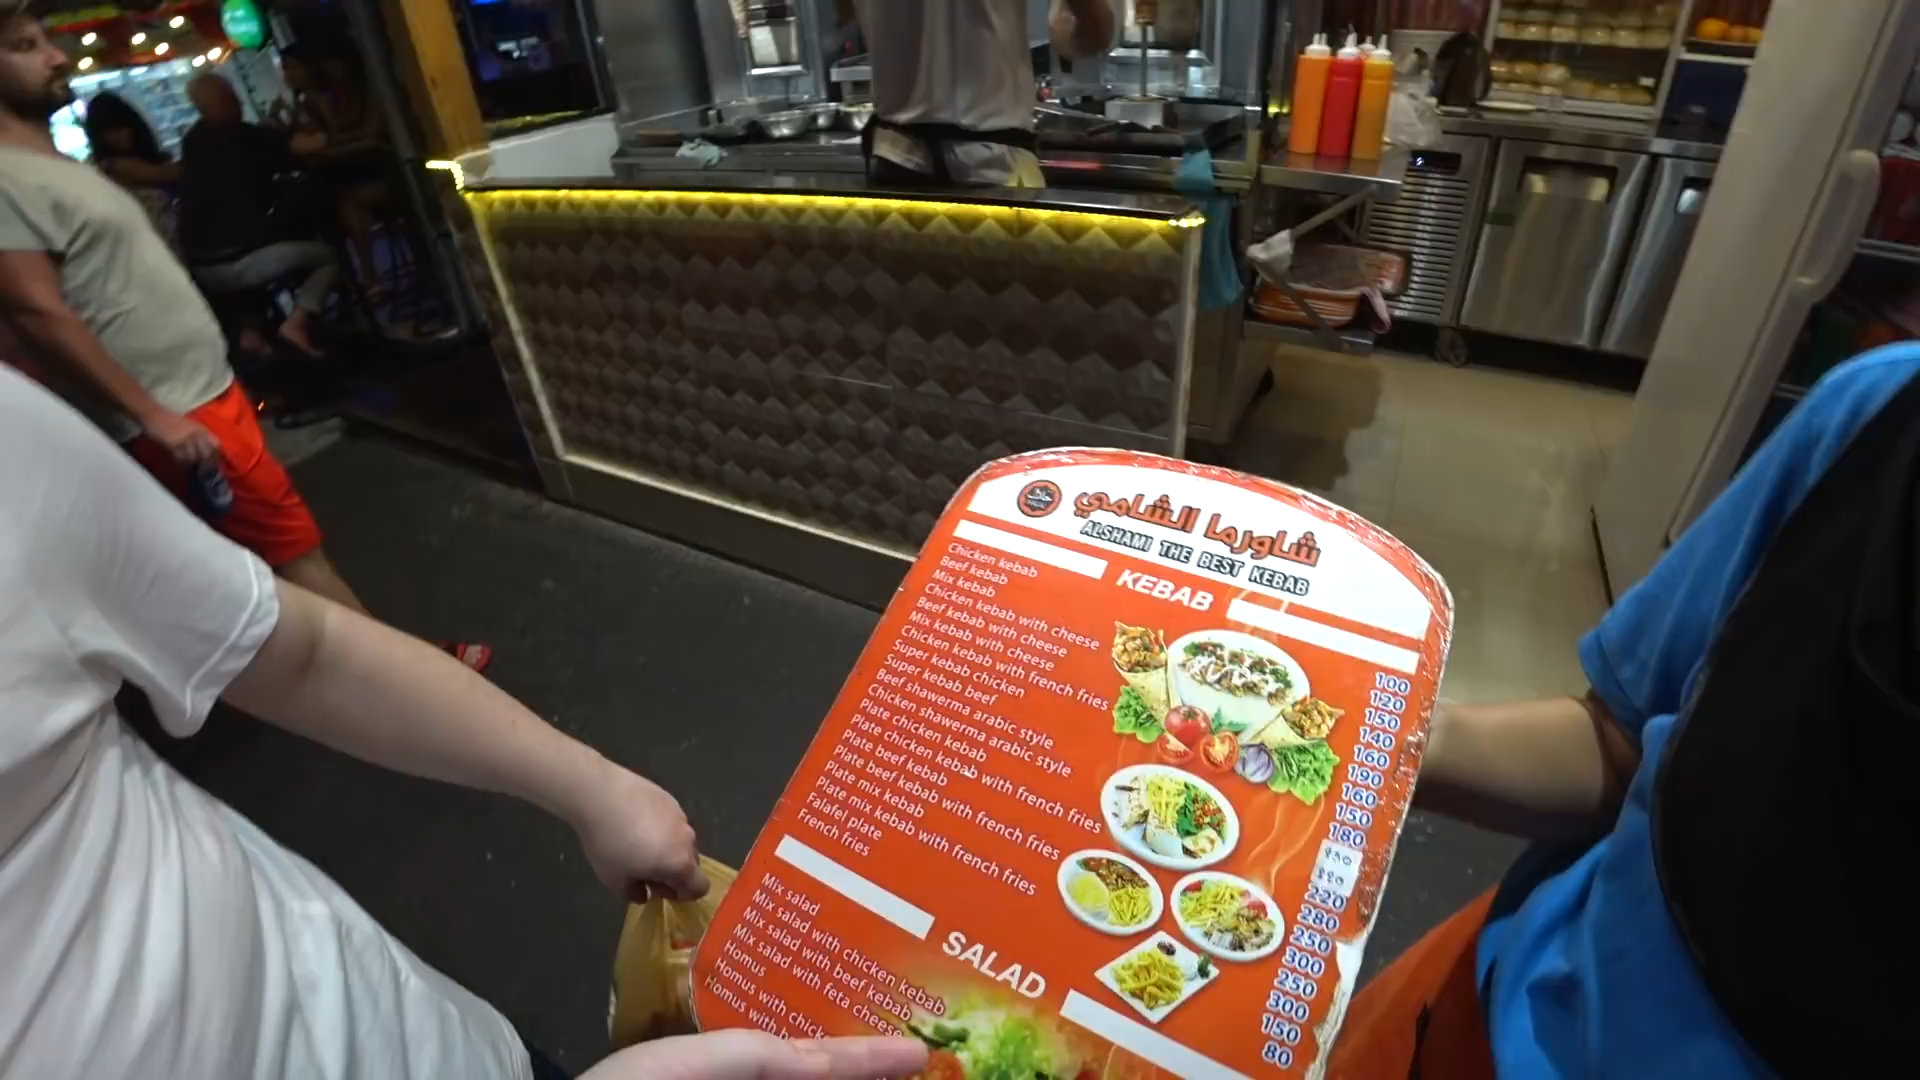 حلال
شاورما الشامي
ALSHAMI THE BEST KEBAB
KEBAB
Chicken kebab 100
Beef kebab 120
Mix kebab 150
Chicken kebab with cheese 140
Beef kebab with cheese 160
Mix kebab with cheese 190
Chicken kebab with french fries 160
Super kebab chicken 150
Super kebab beef 180
Beef shawerma arabic style
Chicken shawerma arabic style
Plate chicken kebab 220
Plate chicken kebab with french fries 280
Plate beef kebab 250
Plate beef kebab with french fries 300
Plate mix kebab 250
Plate mix kebab with french fries 300
Falafel plate 150
French fries 80
SALAD
Mix salad
Mix salad with chicken kebab
Mix salad with beef kebab
Mix salad with feta cheese
Homus
Homus with
Homus with